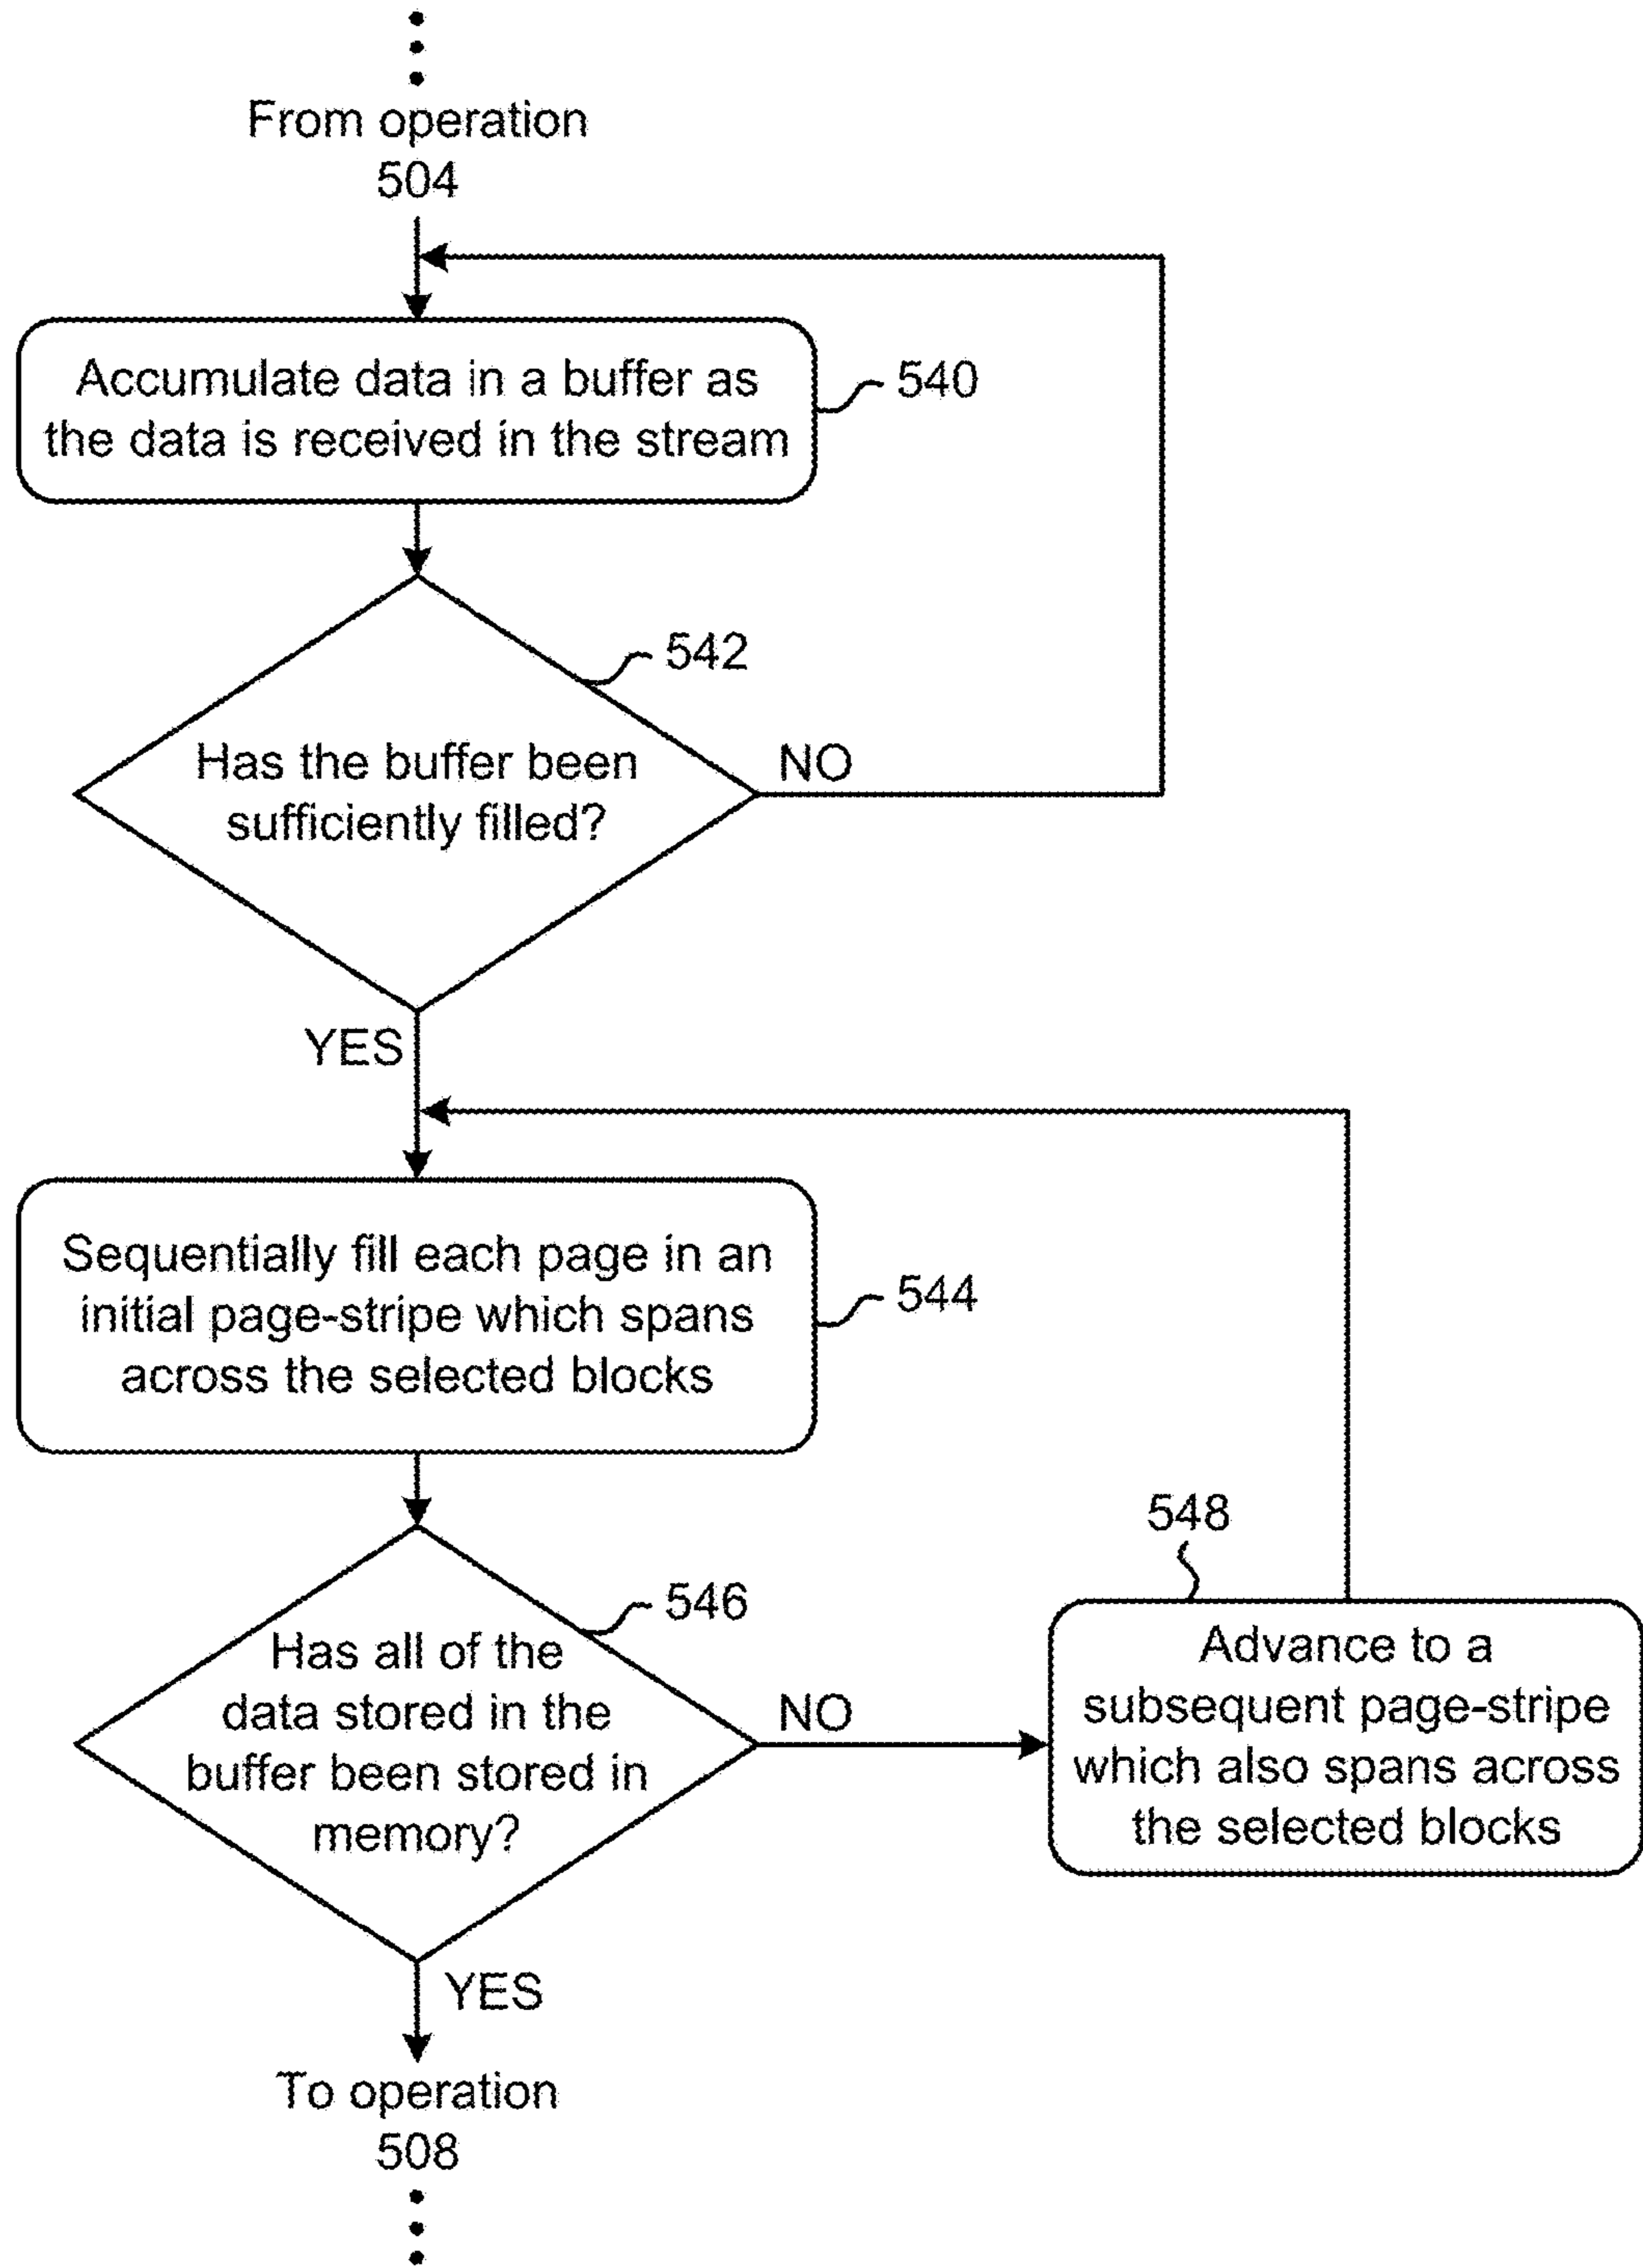 From operation
504
Accumulate data in a buffer as
the data is received in the stream
540
542
Has the buffer been
sufficiently filled?
NO
YES
Sequentially fill each page in an
initial page-stripe which spans
across the selected blocks
544
546
Has all of the
data stored in the
buffer been stored in
memory?
NO
548
Advance to a
subsequent page-stripe
which also spans across
the selected blocks
YES
To operation
508